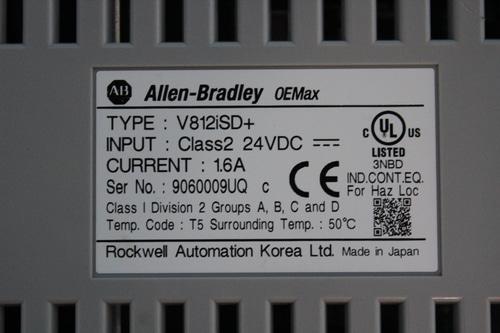 AB Allen-Bradley OEMax
TYPE : V812iSD+
INPUT : Class2 24VDC
CURRENT : 1.6A
Ser No. : 9060009UQ c
CE
c UL US
LISTED
3NBD
IND.CONT.EQ.
For Haz Loc
Class I Division 2 Groups A, B, C and D
Temp. Code : T5 Surrounding Temp. : 50°C
Rockwell Automation Korea Ltd. Made in Japan